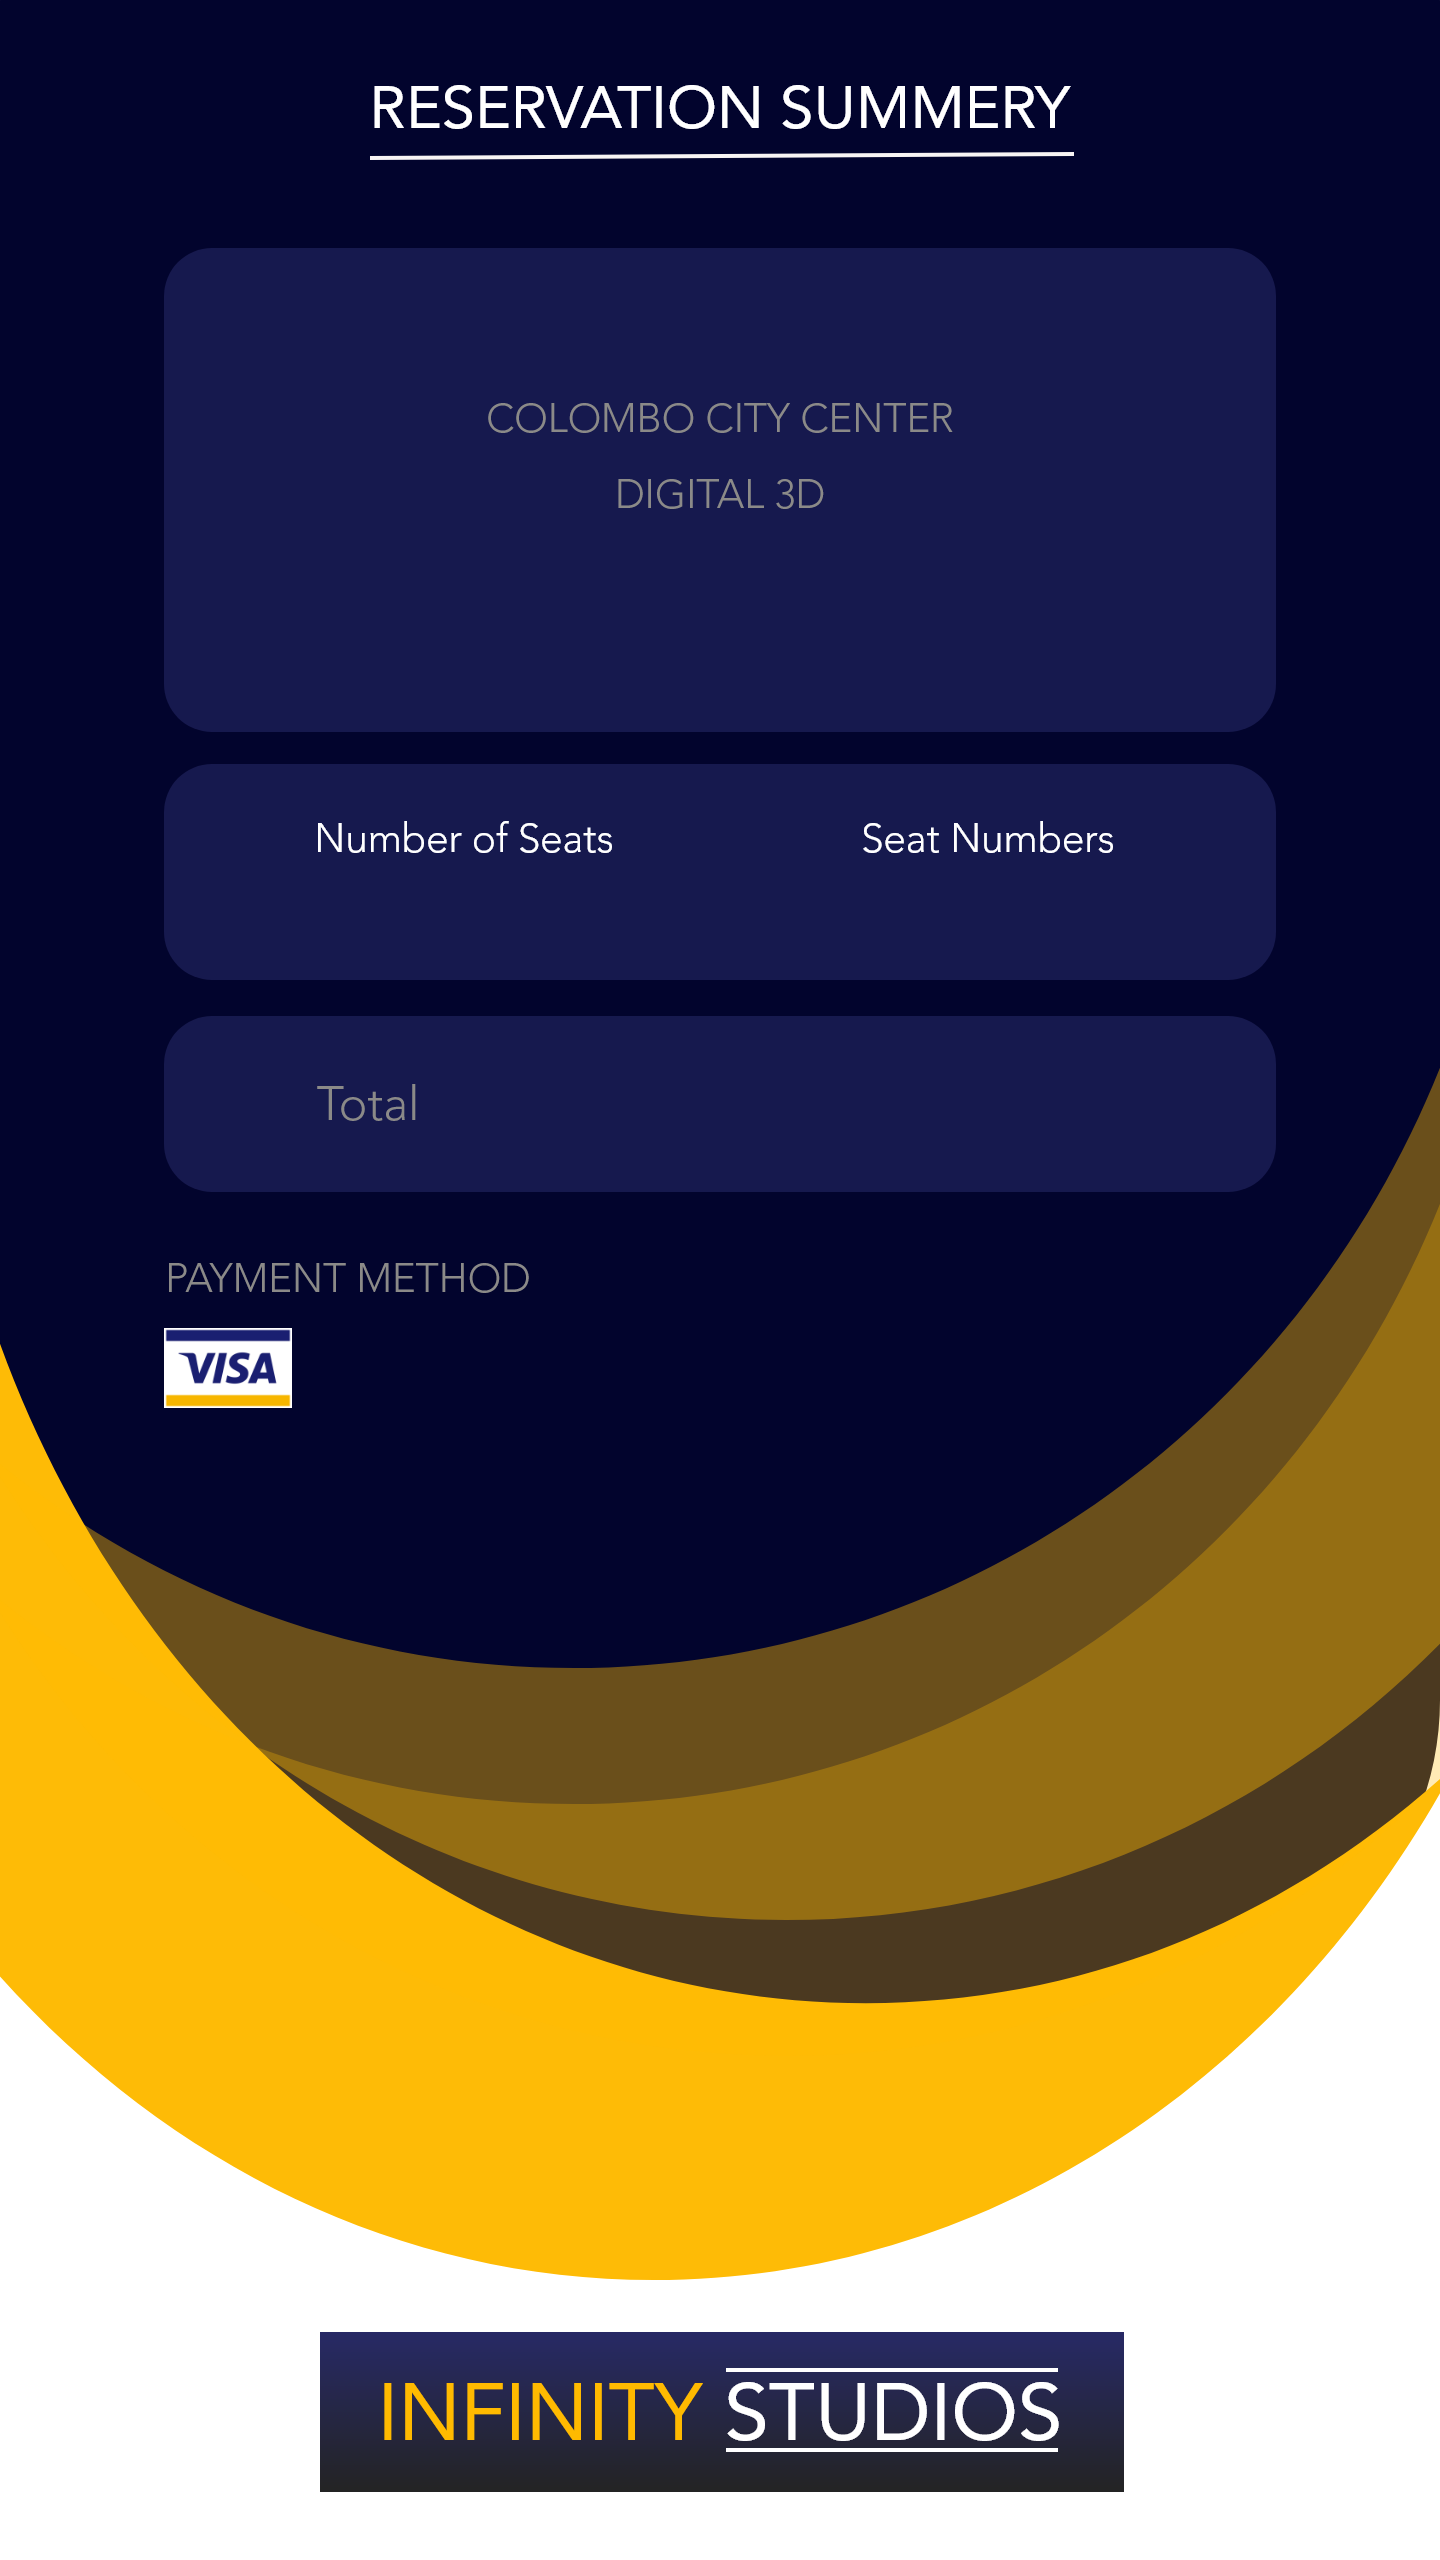 RESERVATION SUMMERY
COLOMBO CITY CENTER
DIGITAL 3D
Number of Seats Seat Numbers
Total
PAYMENT METHOD
VISA
INFINITY STUDIOS